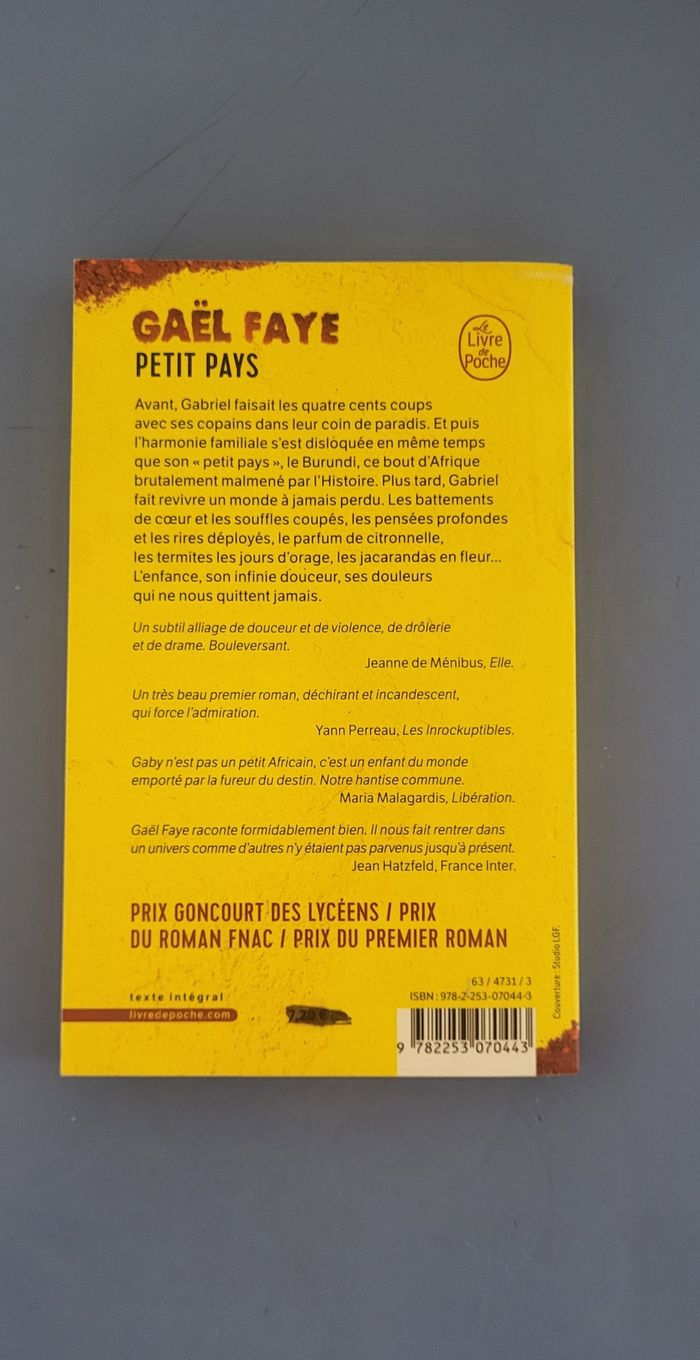 GAËL FAYE
PETIT PAYS
Le
Livre
de
Poche
Avant, Gabriel faisait les quatre cents coups
avec ses copains dans leur coin de paradis. Et puis
l'harmonie familiale s'est disloquée en même temps
que son « petit pays », le Burundi, ce bout d'Afrique
brutalement malmené par l'Histoire. Plus tard, Gabriel
fait revivre un monde à jamais perdu. Les battements
de cœur et les souffles coupés, les pensées profondes
et les rires déployés, le parfum de citronnelle,
les termites les jours d'orage, les jacarandas en fleur...
L'enfance, son infinie douceur, ses douleurs
qui ne nous quittent jamais.
Un subtil alliage de douceur et de violence, de drôlerie
et de drame. Bouleversant.
Jeanne de Ménibus, Elle.
Un très beau premier roman, déchirant et incandescent,
qui force l'admiration.
Yann Perreau, Les Inrockuptibles.
Gaby n'est pas un petit Africain, c'est un enfant du monde
emporté par la fureur du destin. Notre hantise commune.
Maria Malagardis, Libération.
Gaël Faye raconte formidablement bien. Il nous fait rentrer dans
un univers comme d'autres n'y étaient pas parvenus jusqu'à présent.
Jean Hatzfeld, France Inter.
PRIX GONCOURT DES LYCÉENS / PRIX
DU ROMAN FNAC / PRIX DU PREMIER ROMAN
texte intégral
livredepoche.com
7,20 €
63 / 4731 / 3
ISBN : 978-2-253-07044-3
9 782253 070443
Couverture : Studio LGF.